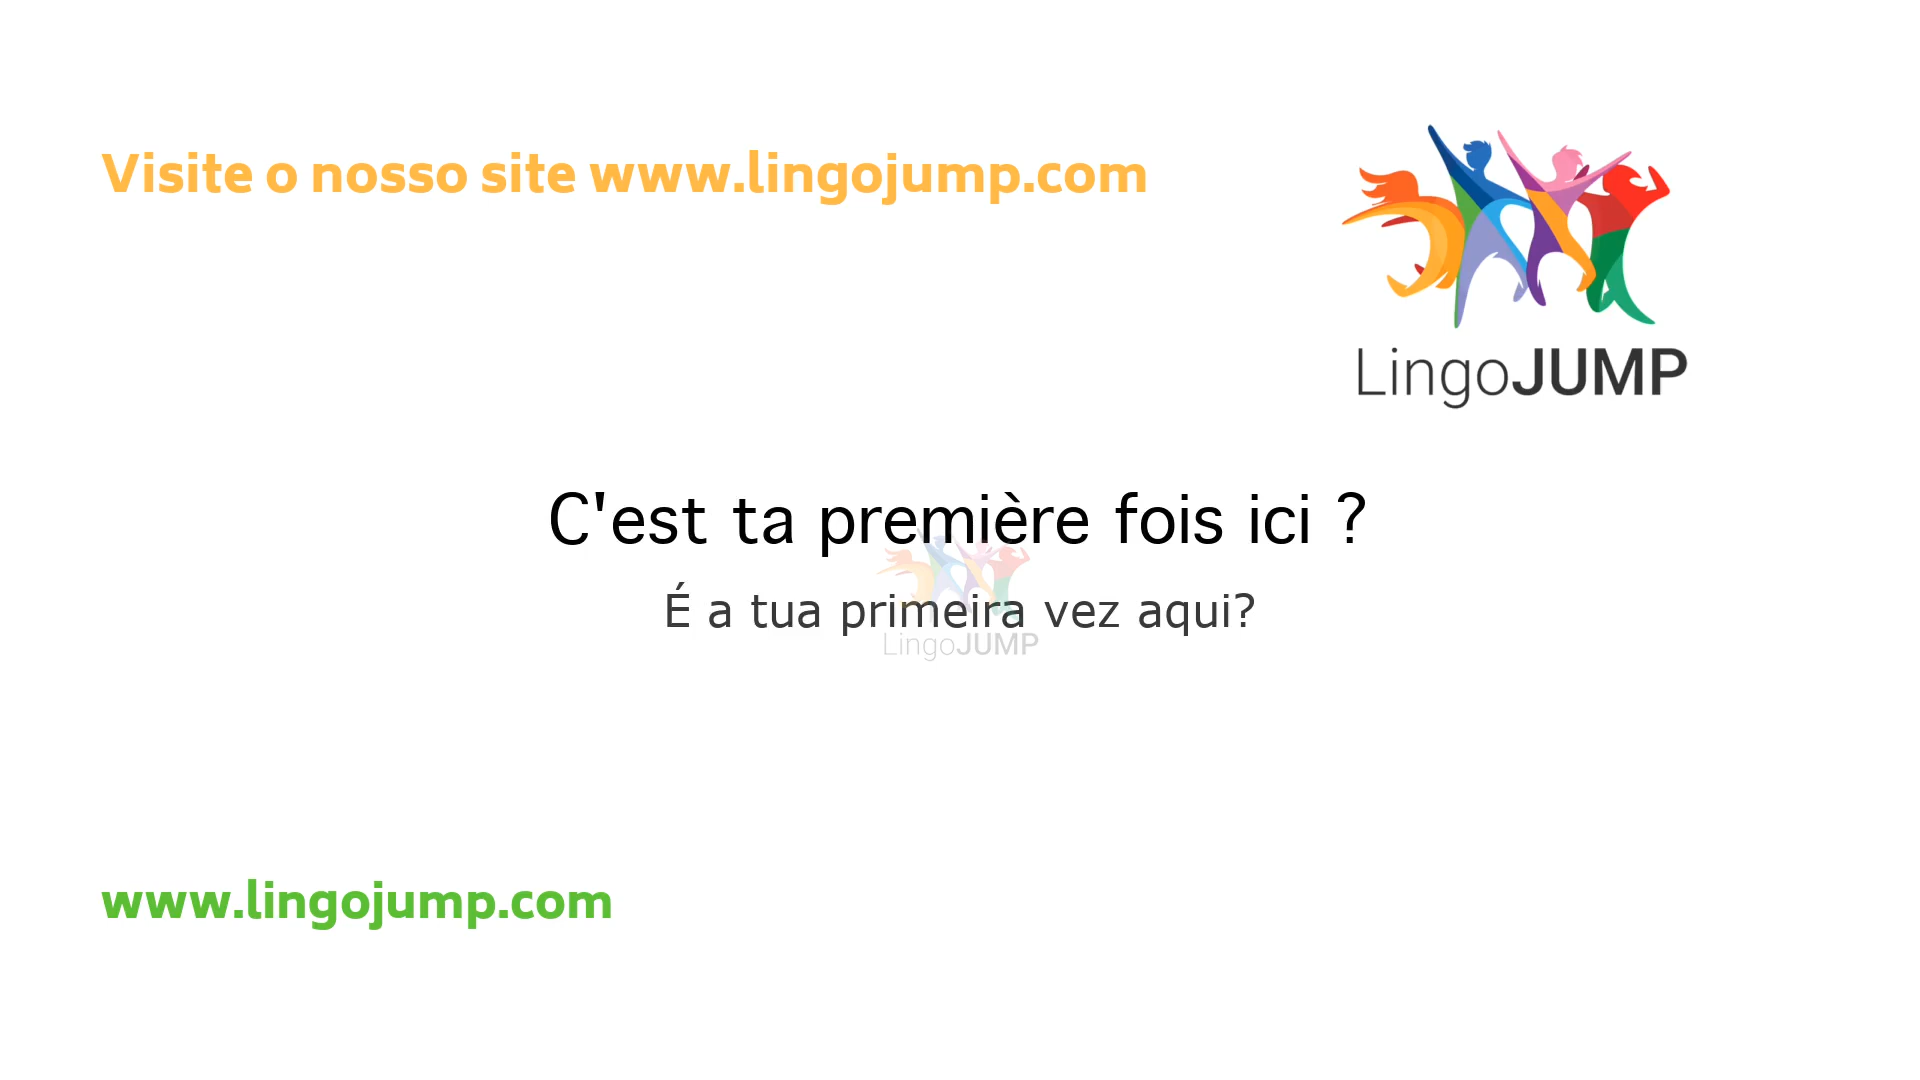 Visite o nosso site www.lingojump.com
LingoJUMP
C'est ta première fois ici ?
É a tua primeira vez aqui?
LingoJUMP
www.lingojump.com